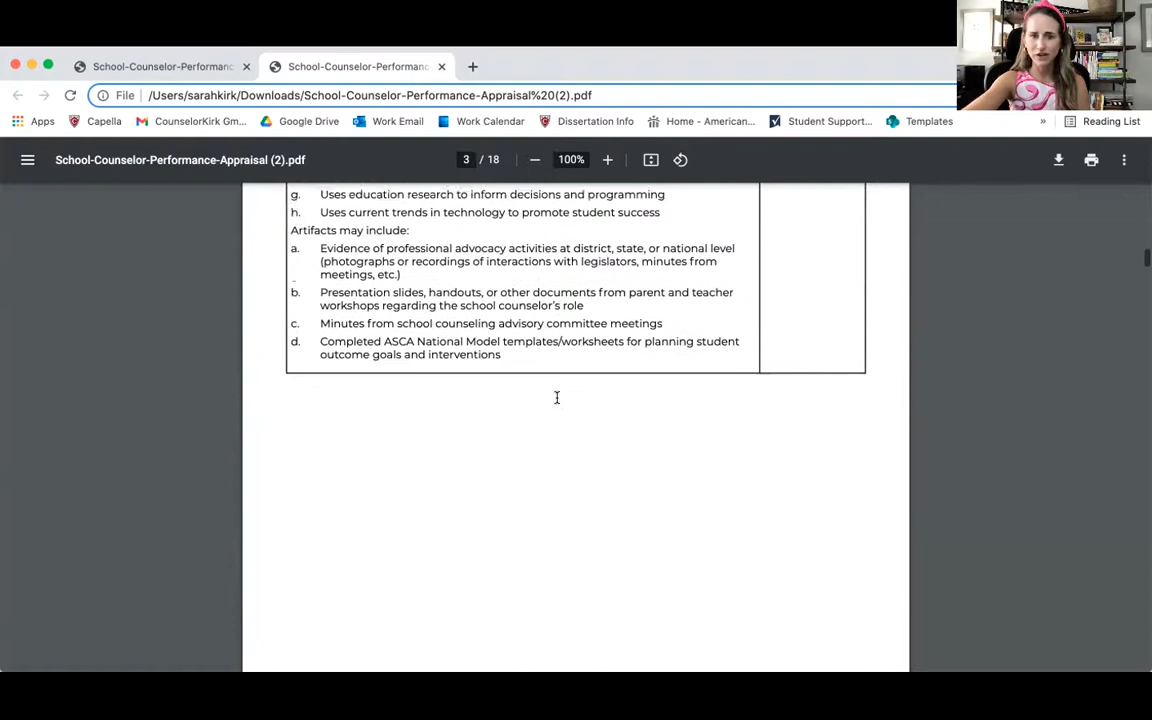 School-Counselor-Performanc
School-Counselor-Performanc
File
/Users/sarahkirk/Downloads/School-Counselor-Performance-Appraisal%20(2).pdf
Apps
Capella
CounselorKirk Gm...
Google Drive
Work Email
Work Calendar
Dissertation Info
Home - American...
Student Support...
Templates
»
Reading List
School-Counselor-Performance-Appraisal (2).pdf
3 / 18
100%
g. Uses education research to inform decisions and programming
h. Uses current trends in technology to promote student success
Artifacts may include:
a. Evidence of professional advocacy activities at district, state, or national level
(photographs or recordings of interactions with legislators, minutes from
meetings, etc.)
b. Presentation slides, handouts, or other documents from parent and teacher
workshops regarding the school counselor's role
c. Minutes from school counseling advisory committee meetings
d. Completed ASCA National Model templates/worksheets for planning student
outcome goals and interventions